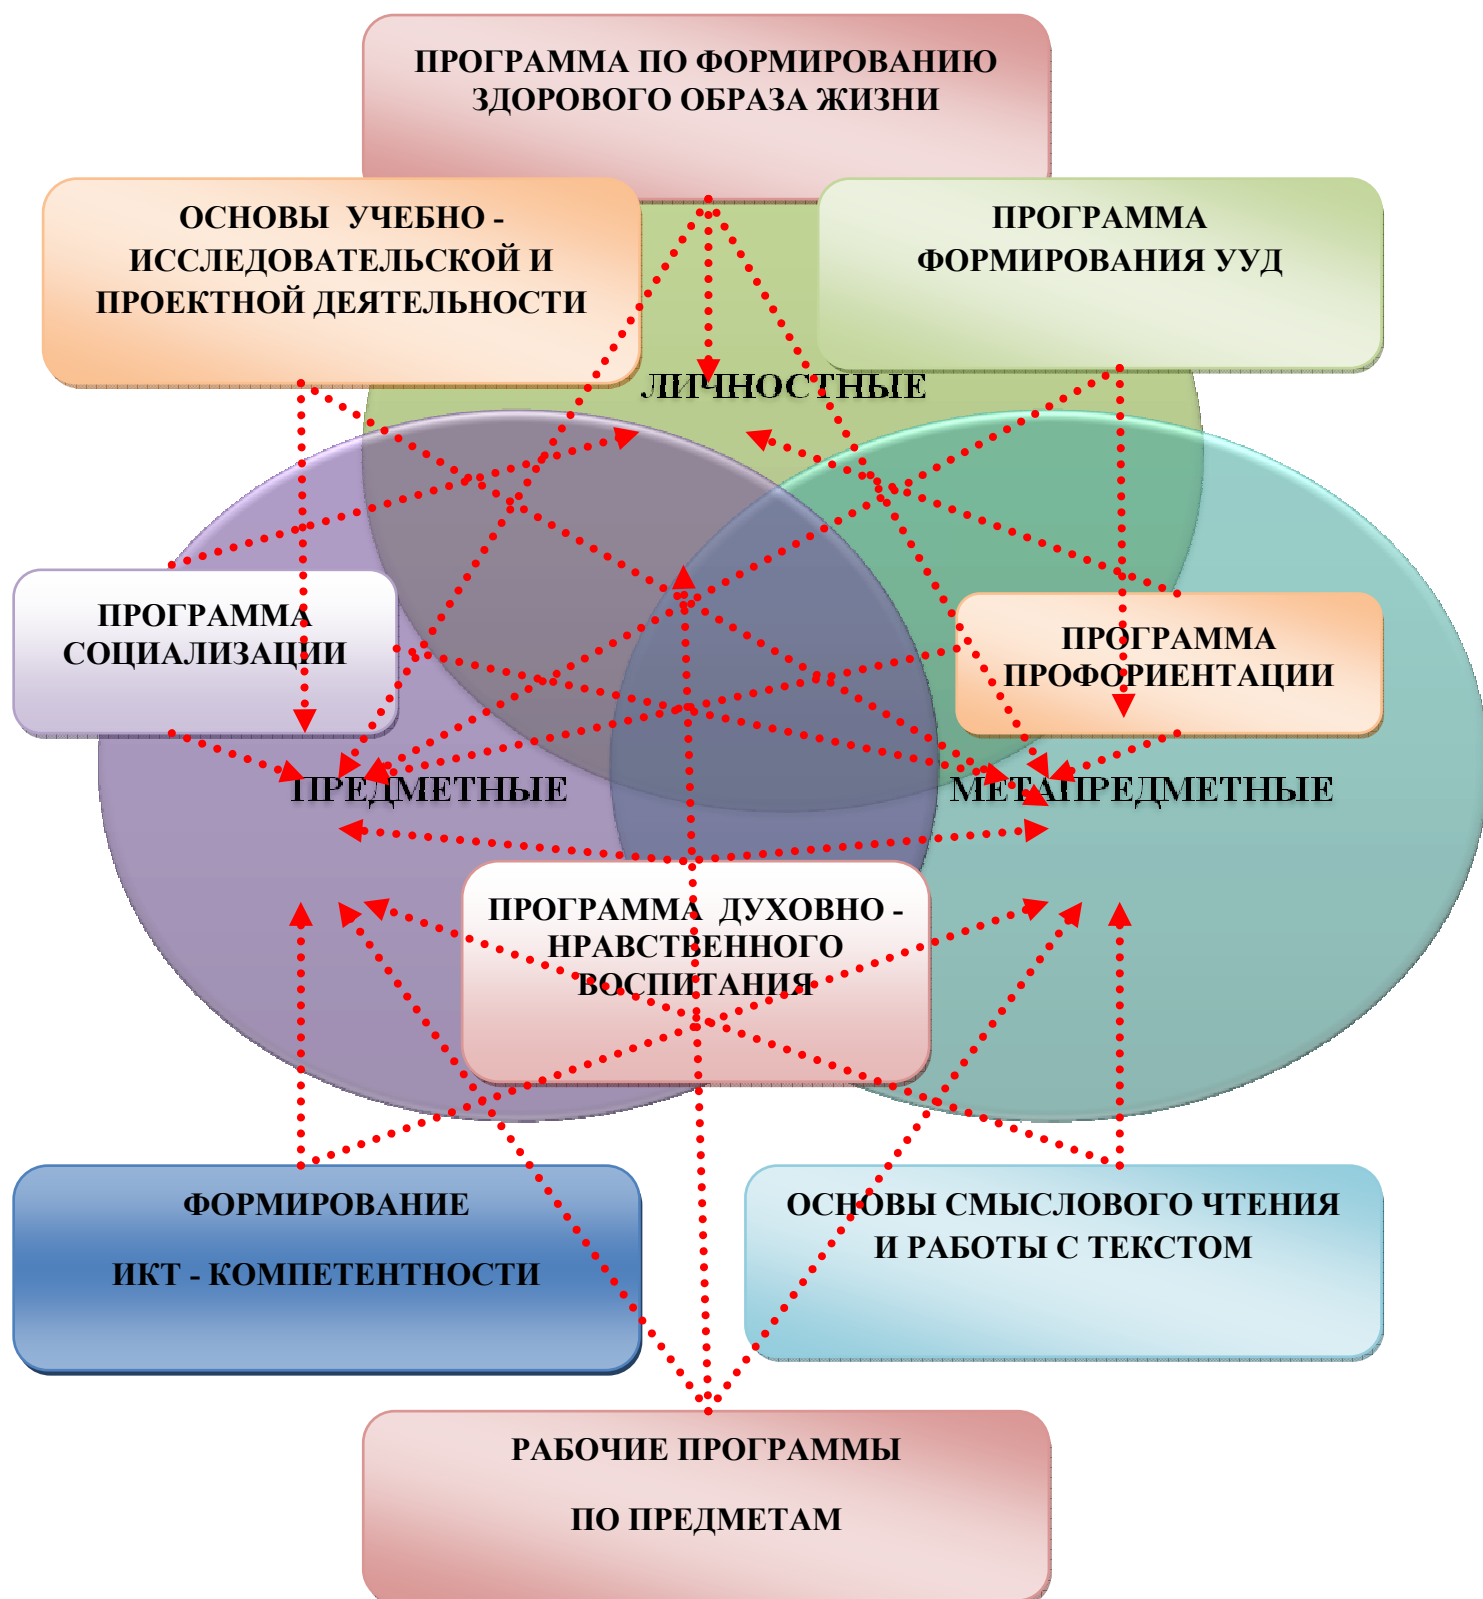 ПРОГРАММА ПО ФОРМИРОВАНИЮ
ЗДОРОВОГО ОБРАЗА ЖИЗНИ
ОСНОВЫ УЧЕБНО -
ИССЛЕДОВАТЕЛЬСКОЙ И
ПРОЕКТНОЙ ДЕЯТЕЛЬНОСТИ
ПРОГРАММА
ФОРМИРОВАНИЯ УУД
ЛИЧНОСТНЫЕ
ПРОГРАММА
СОЦИАЛИЗАЦИИ
ПРОГРАММА
ПРОФОРИЕНТАЦИИ
ПРЕДМЕТНЫЕ
МЕТАПРЕДМЕТНЫЕ
ПРОГРАММА ДУХОВНО -
НРАВСТВЕННОГО
ВОСПИТАНИЯ
ФОРМИРОВАНИЕ
ИКТ - КОМПЕТЕНТНОСТИ
ОСНОВЫ СМЫСЛОВОГО ЧТЕНИЯ
И РАБОТЫ С ТЕКСТОМ
РАБОЧИЕ ПРОГРАММЫ
ПО ПРЕДМЕТАМ